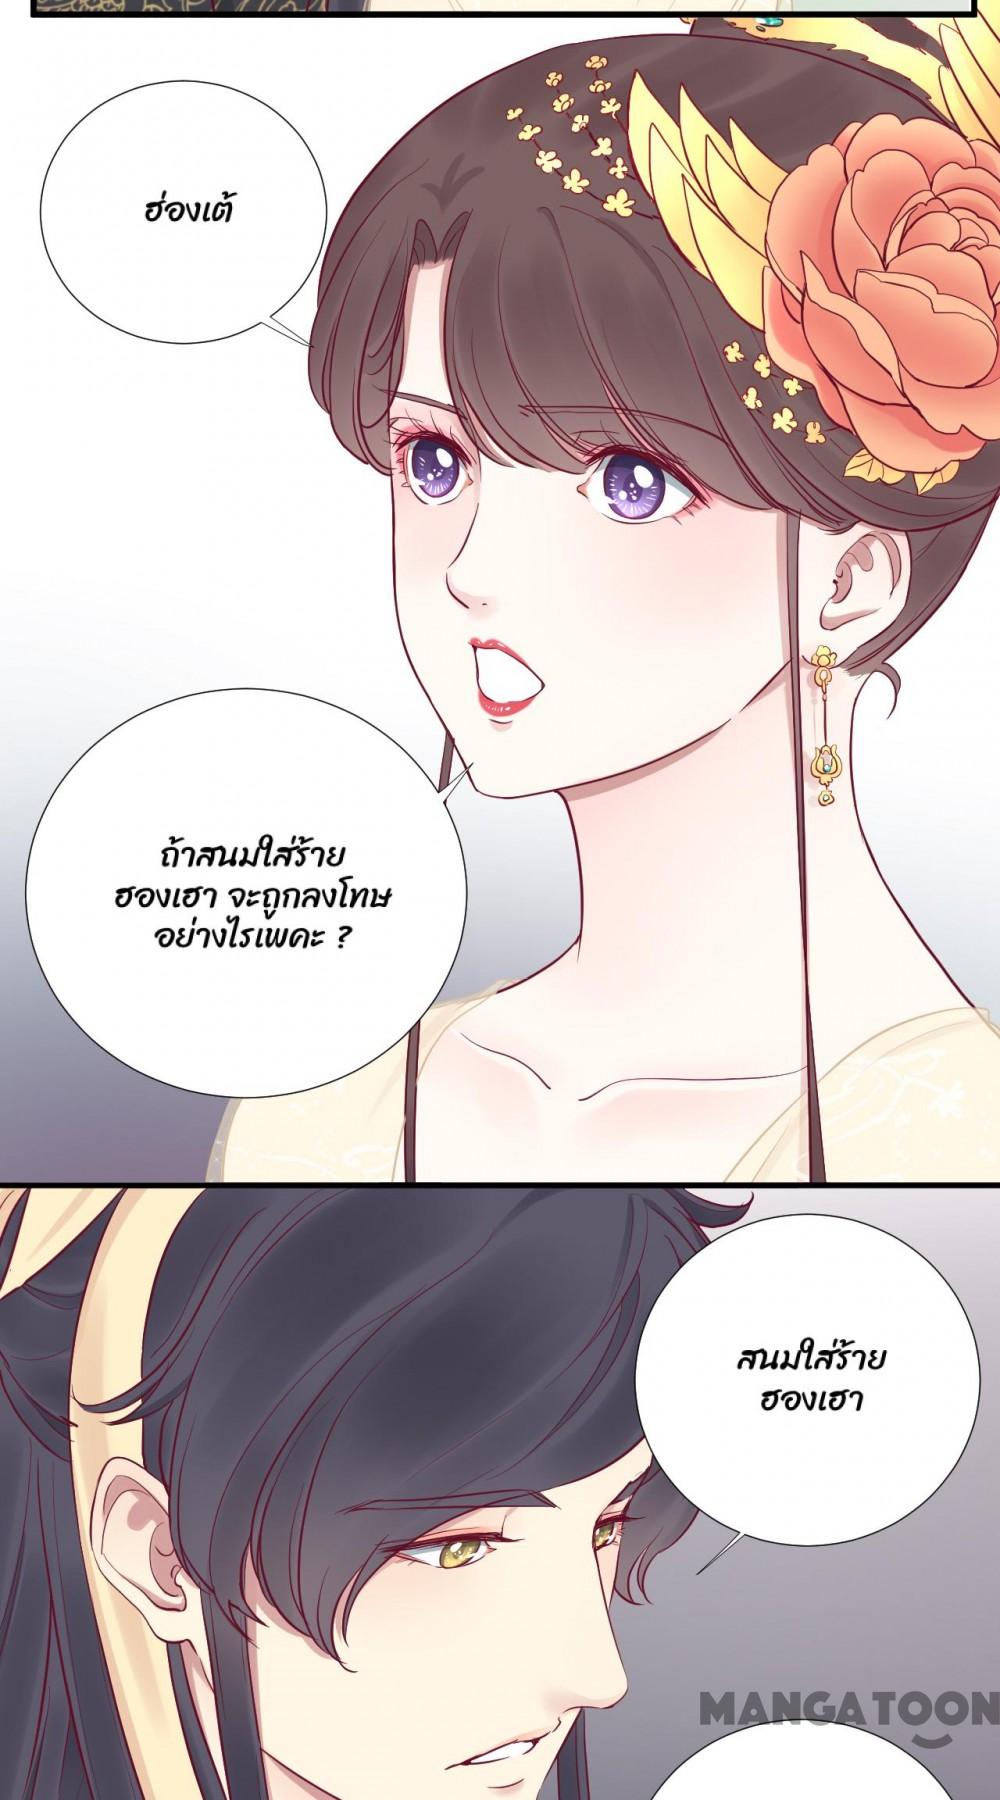 ฮ่องเต้
ถ้าสนมใส่ร้าย
ฮองเฮา จะถูกลงโทษ
อย่างไรเพคะ ?
สนมใส่ร้าย
ฮองเฮา
MANGATOON